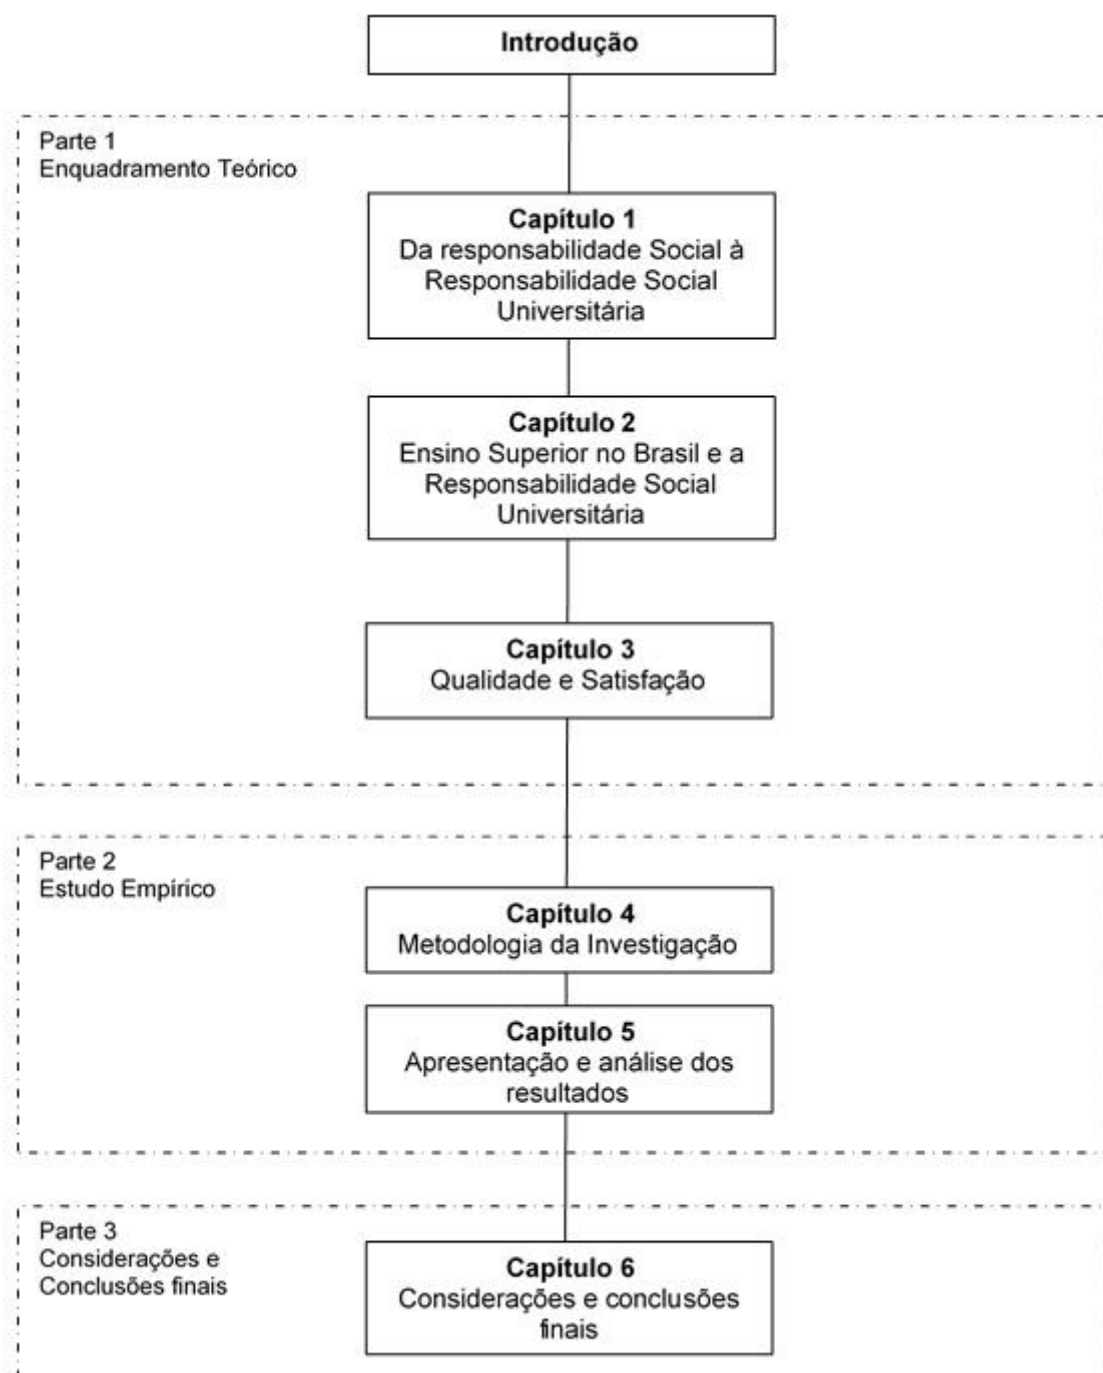 Introdução
Parte 1
Enquadramento Teórico
Capítulo 1
Da responsabilidade Social à
Responsabilidade Social
Universitária
Capítulo 2
Ensino Superior no Brasil e a
Responsabilidade Social
Universitária
Capítulo 3
Qualidade e Satisfação
Parte 2
Estudo Empírico
Capítulo 4
Metodologia da Investigação
Capítulo 5
Apresentação e análise dos
resultados
Parte 3
Considerações e
Conclusões finais
Capítulo 6
Considerações e conclusões
finais